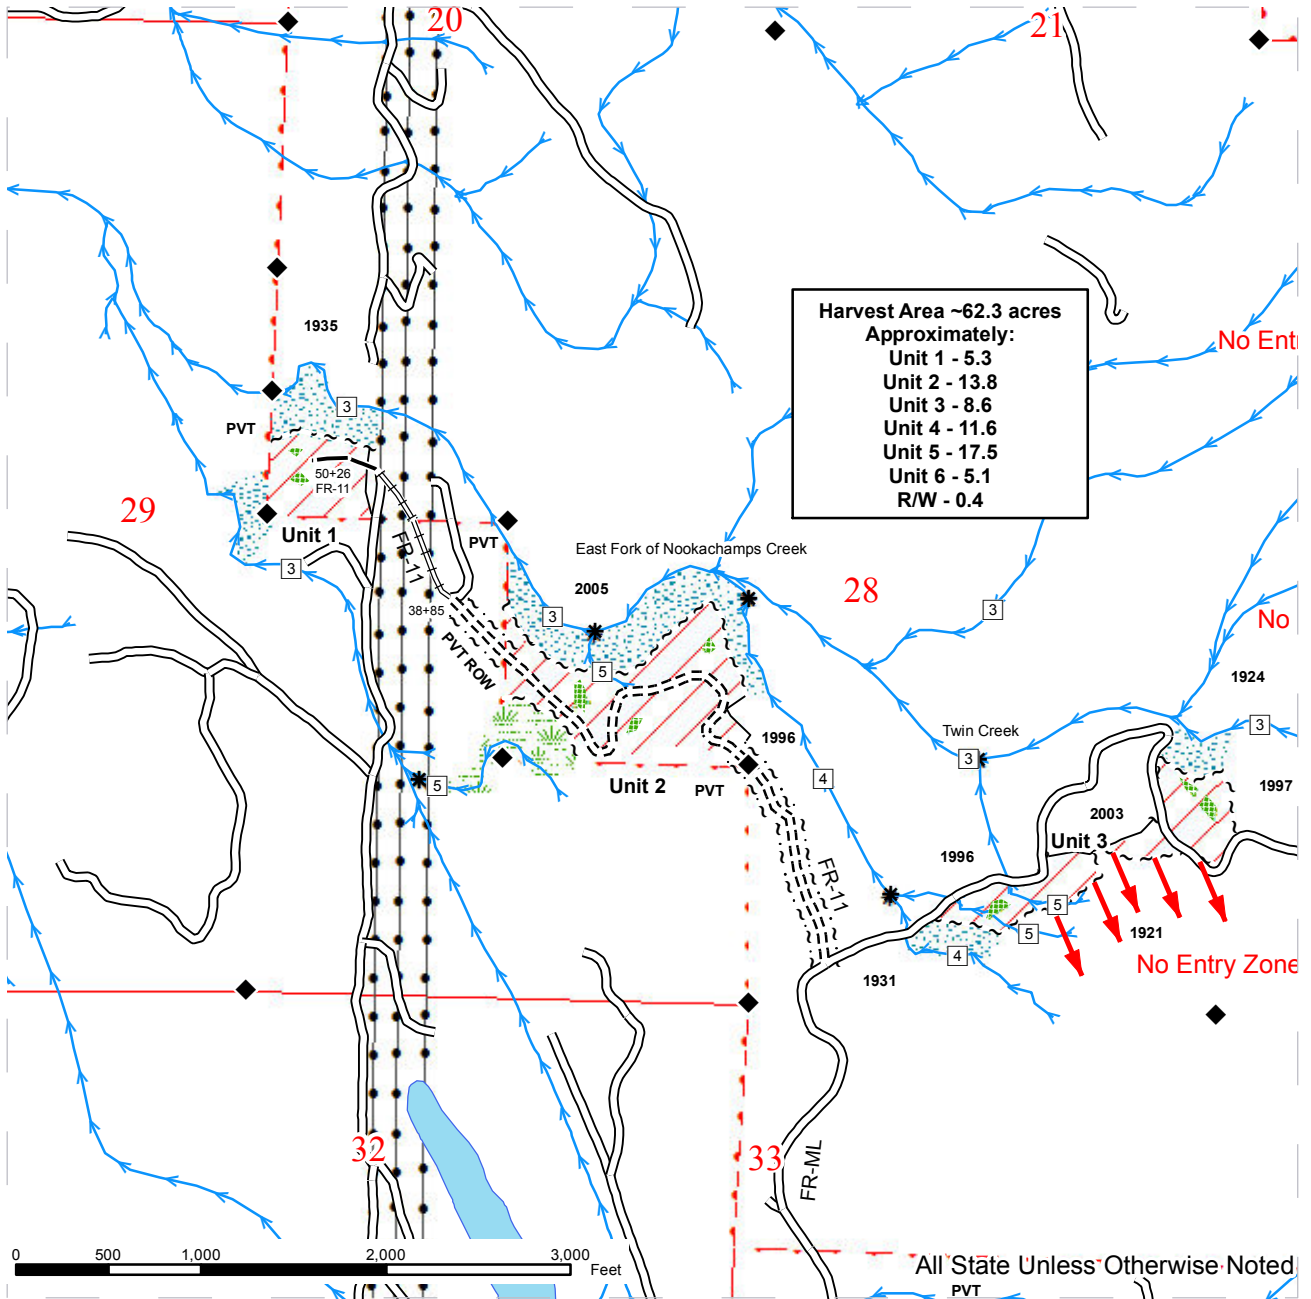 20
21
1935
Harvest Area ~62.3 acres
Approximately:
Unit 1 - 5.3
Unit 2 - 13.8
Unit 3 - 8.6
Unit 4 - 11.6
Unit 5 - 17.5
Unit 6 - 5.1
R/W - 0.4
No Ent
3
PVT
50+26
FR-11
29
Unit 1
FR-11
PVT
East Fork of Nookachamps Creek
3
2005
28
38+85
3
3
No
PVT ROW
5
1924
3
1996
Twin Creek
3
5
Unit 2
PVT
4
1997
2003
Unit 3
1996
FR-11
5
5
1921
4
No Entry Zone
1931
32
33
FR-ML
0
500
1,000
2,000
3,000
Feet
All State Unless Otherwise Noted
PVT